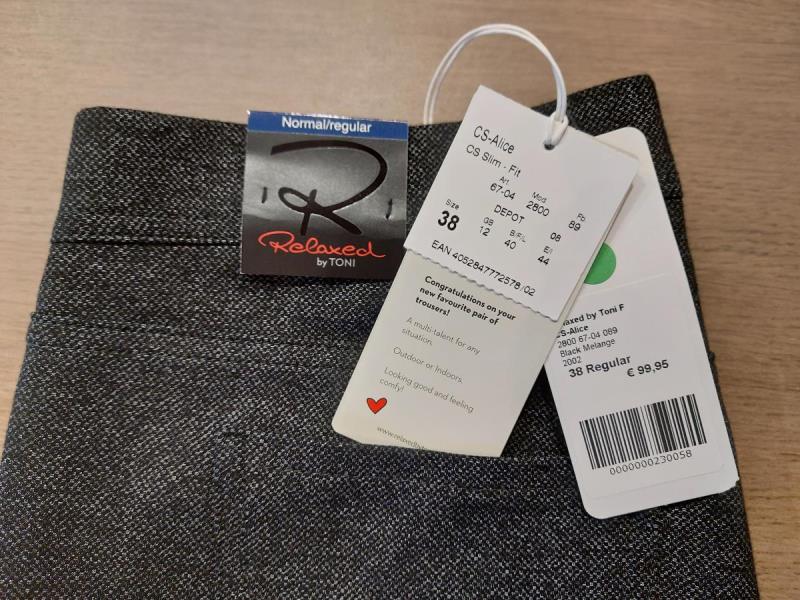 Normal/regular
R
Relaxed
by TONI
CS-Alice
CS Slim - Fit
Art Mod Fb
67-04 2800 89
DEPOT 08
Size GB B/F/L E/I
38 12 40 44
EAN 4052847772578/02
Congratulations on your
new favourite pair of
trousers!
A multi-talent for any
situation.
Outdoor or Indoors.
Looking good and feeling
comfy!
www.relaxedby
laxed by Toni F
CS-Alice
2800 67-04 089
Black Melange
2002
38 Regular
€ 99,95
0000000230058